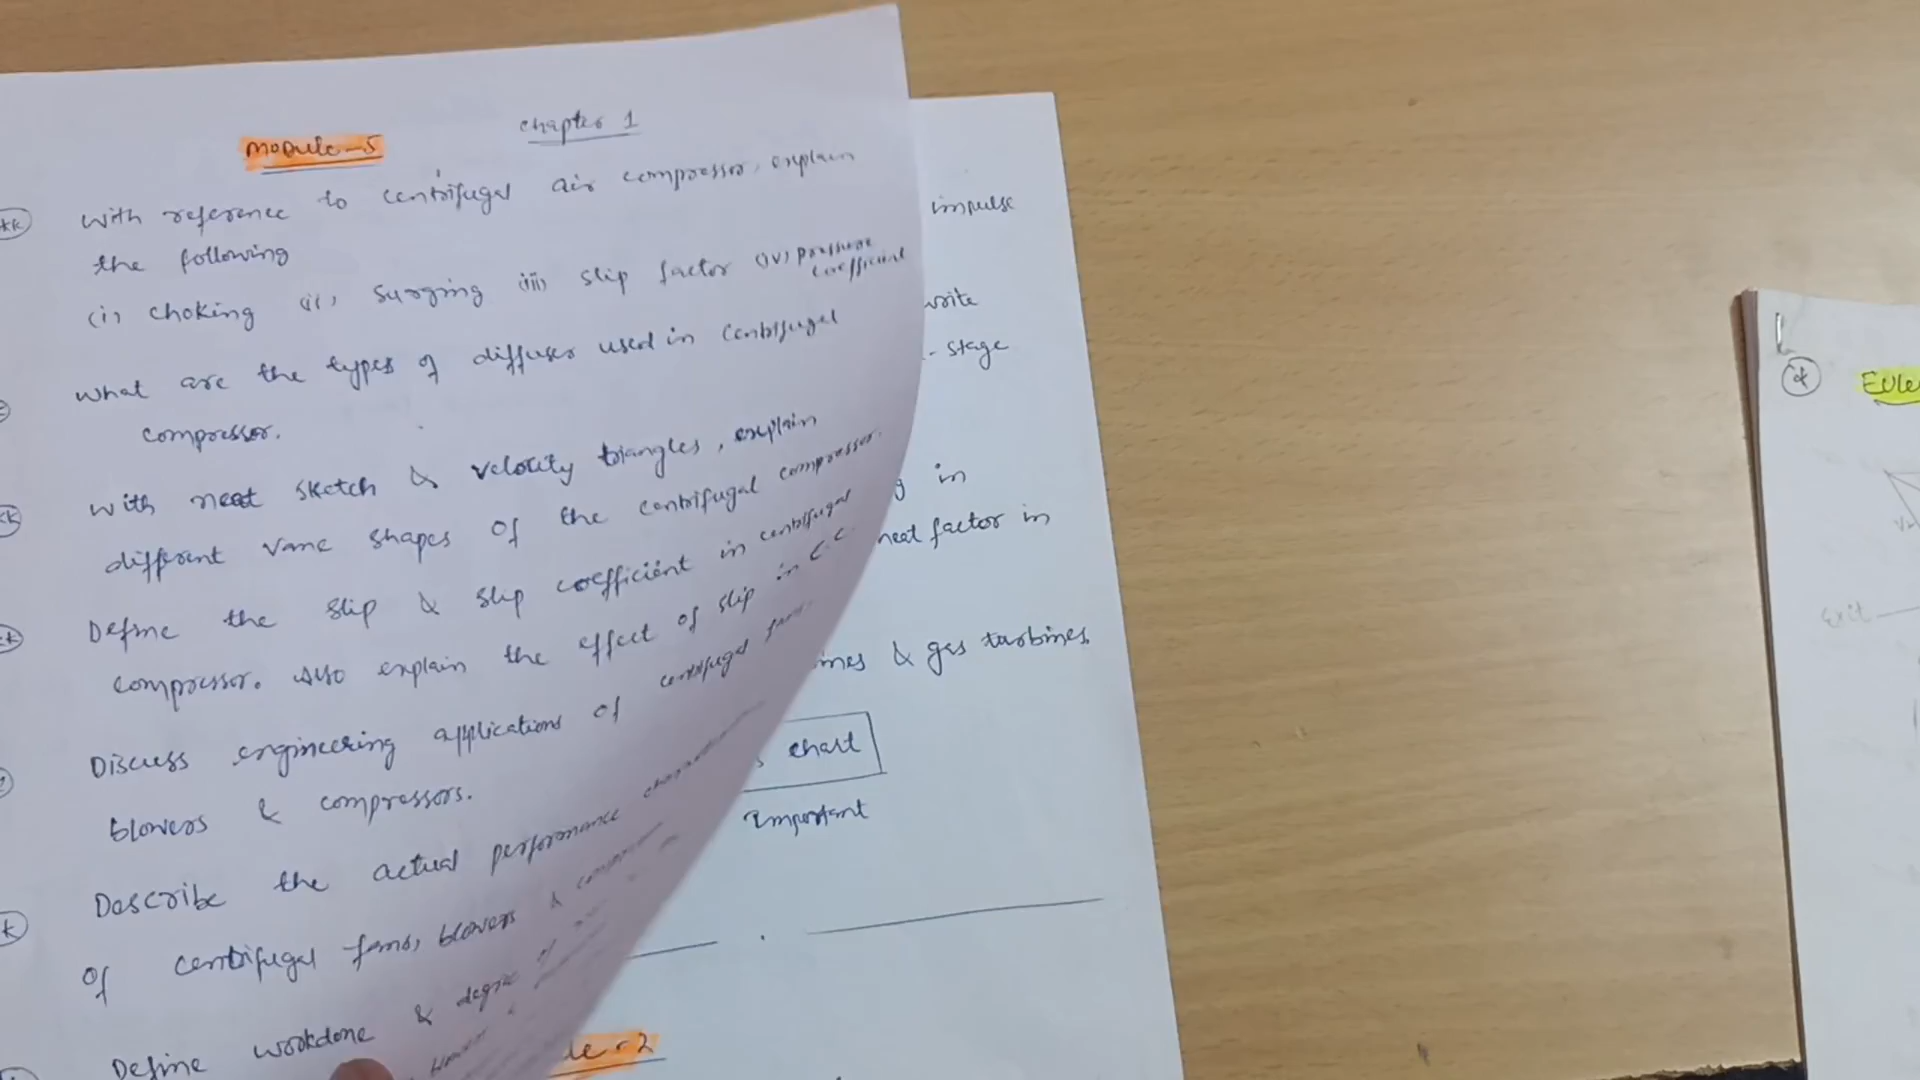 Module-5
chapter 1
with reference to centrifugal air compressor, explain
the following
(i) choking (ii) surging (iii) slip factor (iv) pressure
coefficient
what are the types of diffuser used in centrifugal
compressor.
with neat sketch & velocity triangles, explain
different vane shapes of the centrifugal compressor.
Define the slip & slip coefficient in centrifugal
compressor. Also explain the effect of slip in C.C.
Discuss engineering applications of centrifugal fans
blowers & compressors.
Describe the actual performance
of centrifugal fans, blowers &
Define workdone & degree of
impulse
write
- stage
in
heat factor in
& gas turbines.
chart
Important
-2
Eule
Exit